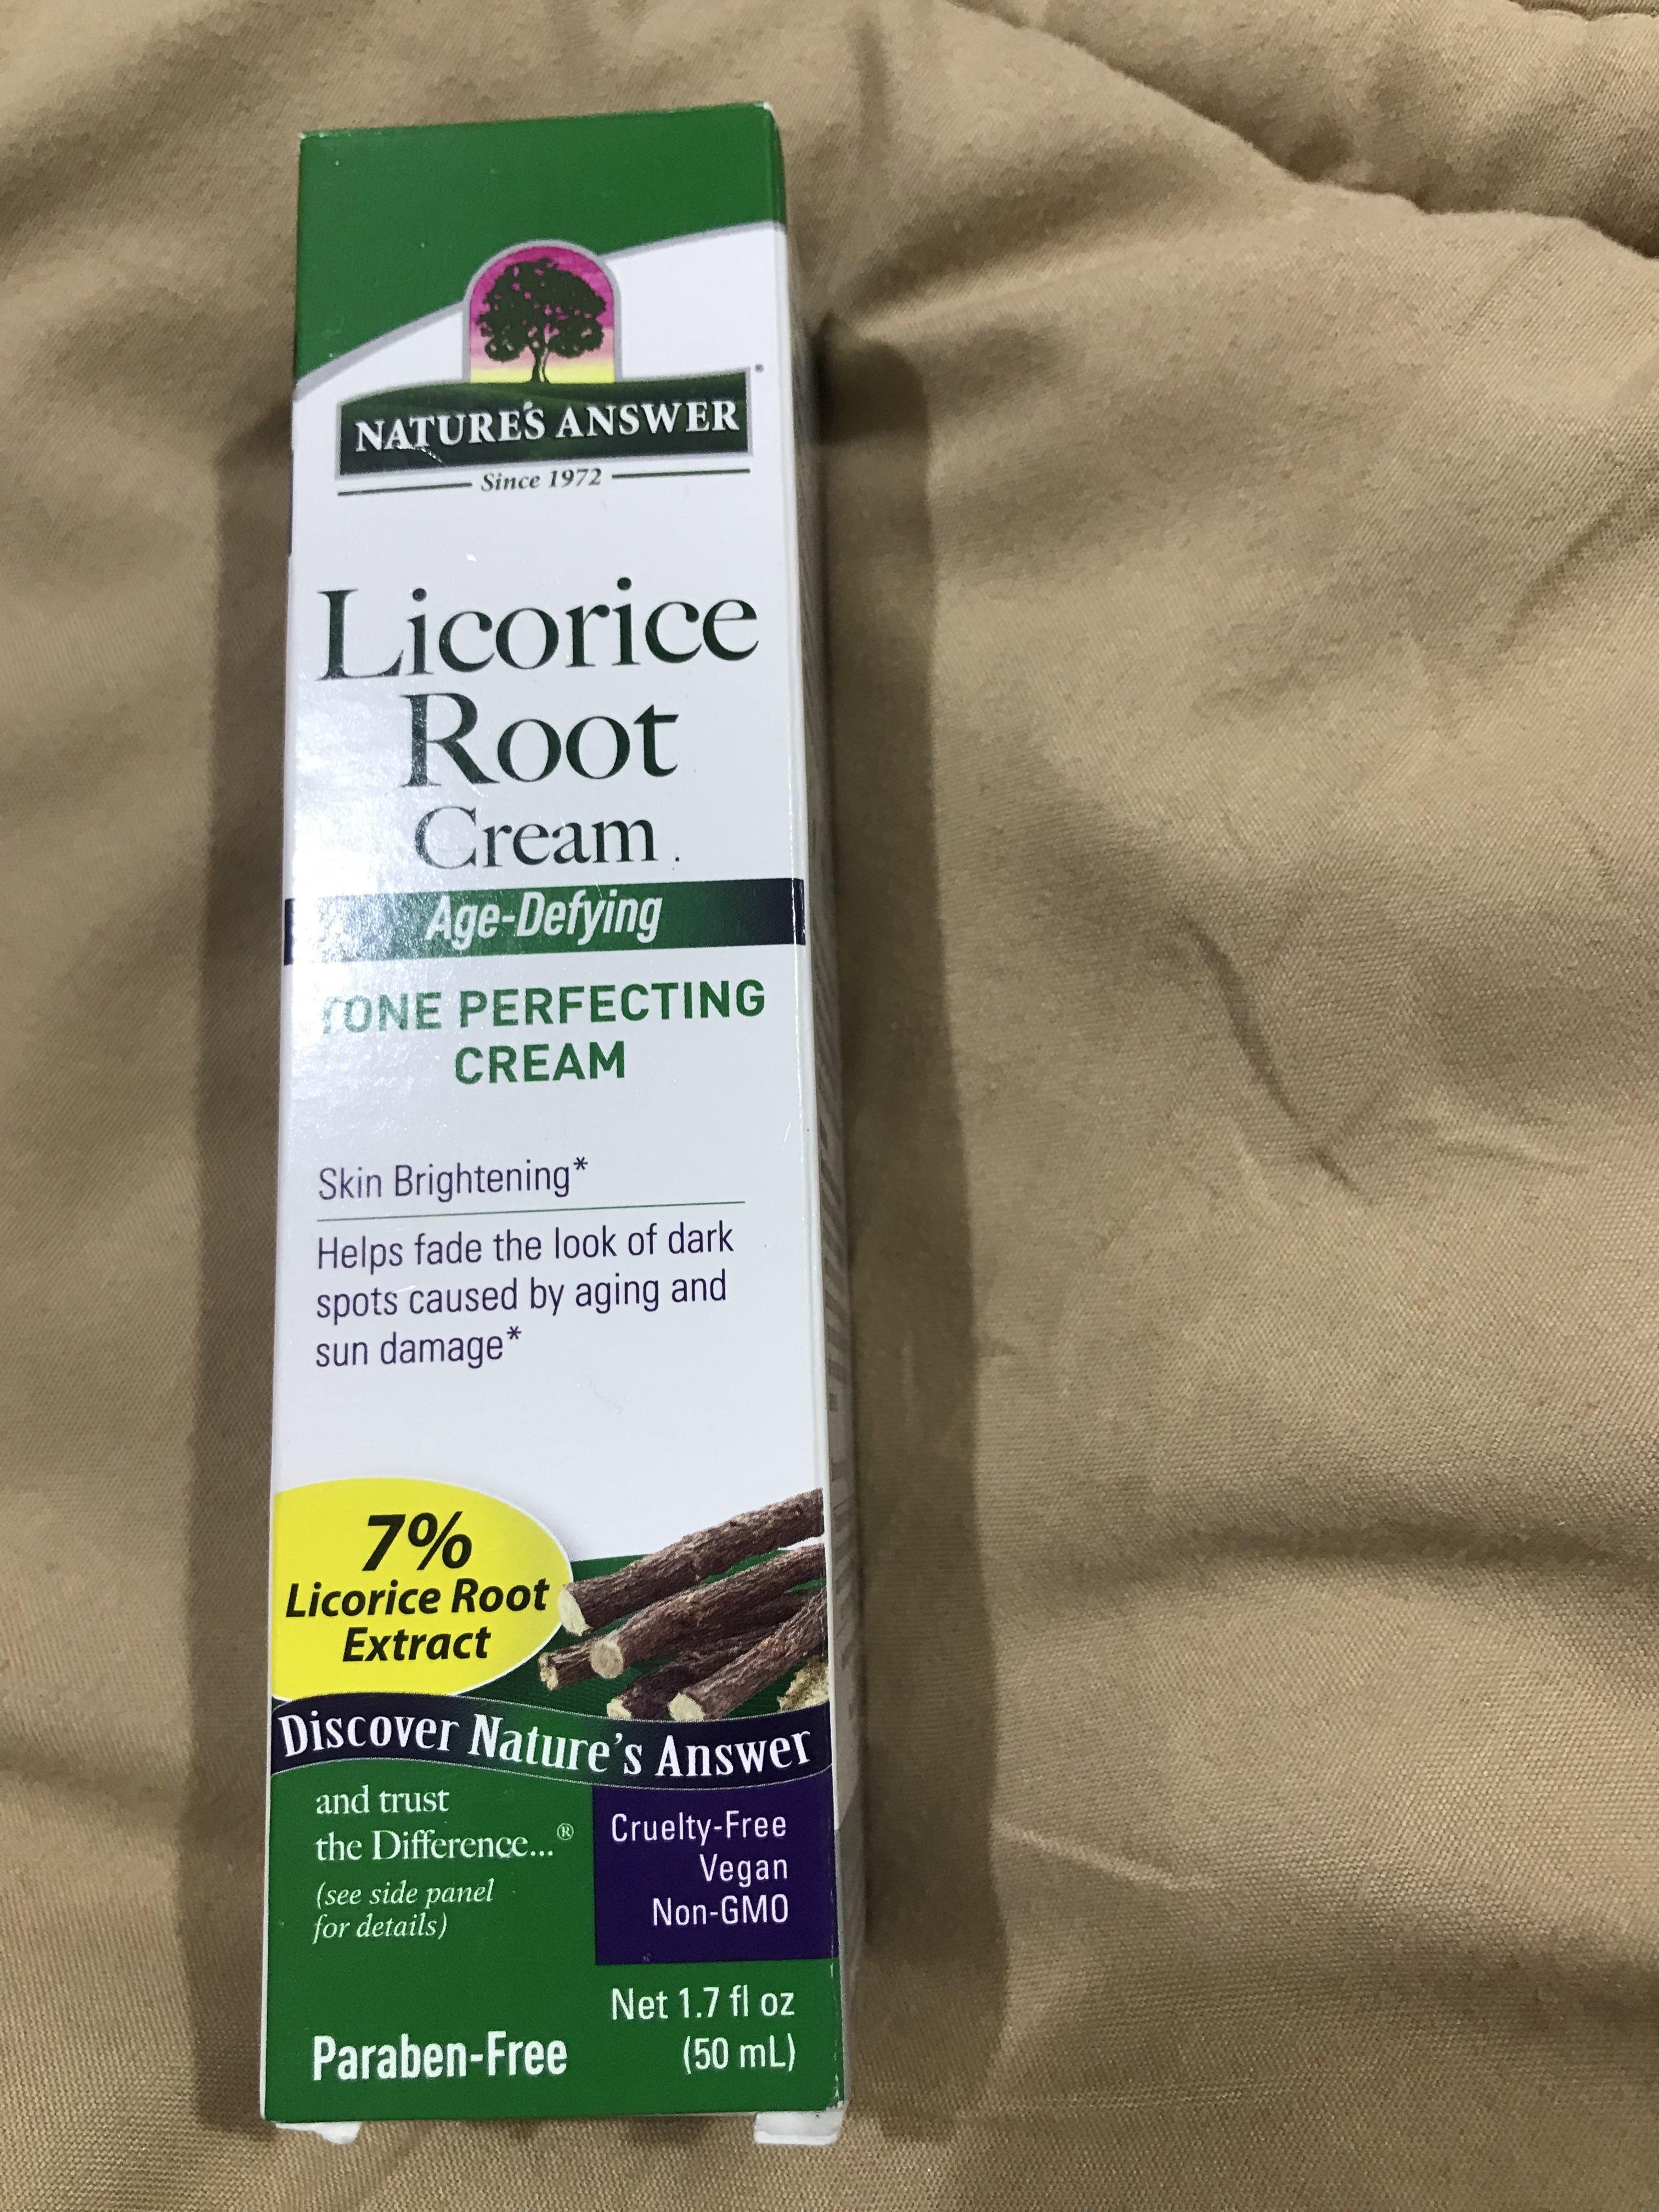 NATURE'S ANSWER®
Since 1972
Licorice
Root
Cream
Age-Defying
TONE PERFECTING
CREAM
Skin Brightening*
Helps fade the look of dark
spots caused by aging and
sun damage*
7%
Licorice Root
Extract
Discover Nature's Answer
and trust
the Difference...®
(see side panel
for details)
Cruelty-Free
Vegan
Non-GMO
Net 1.7 fl oz
(50 mL)
Paraben-Free